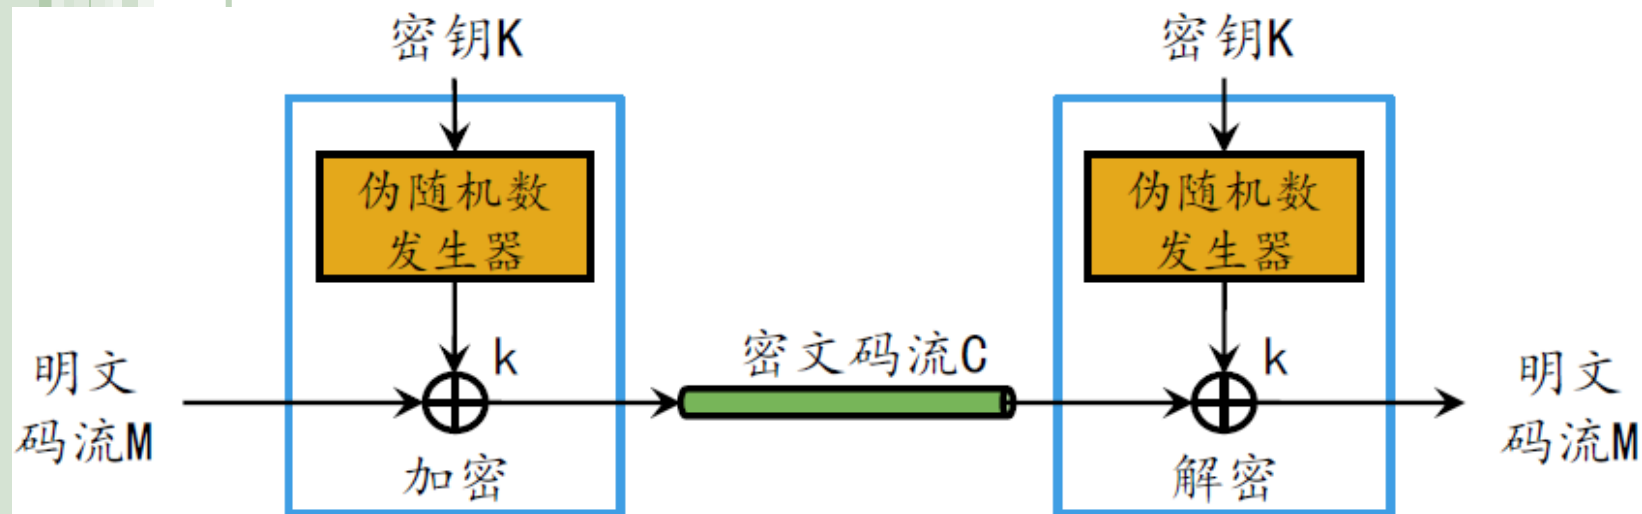 密钥K
密钥K
伪随机数
发生器
伪随机数
发生器
k
密文码流C
k
明文
码流M
明文
码流M
加密
解密